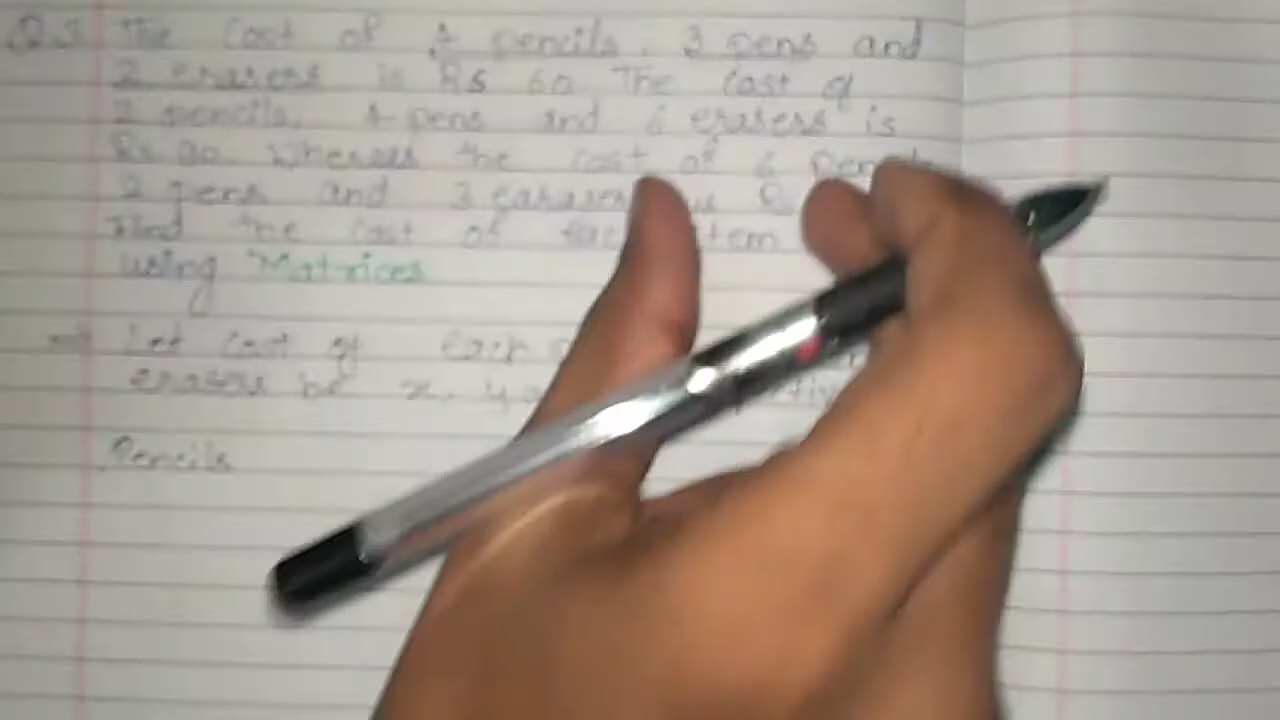 Q3 The Cost of 4 pencils, 3 pens and
2 erasers is Rs 60. The Cost of
2 pencils, 4 pens and 6 erasers is
Rs 90. Whereas the cost of 6
2 pens and 3
Find the cost of
using Matrices
→ Let cost of Each
erasers be x, y
Pencils